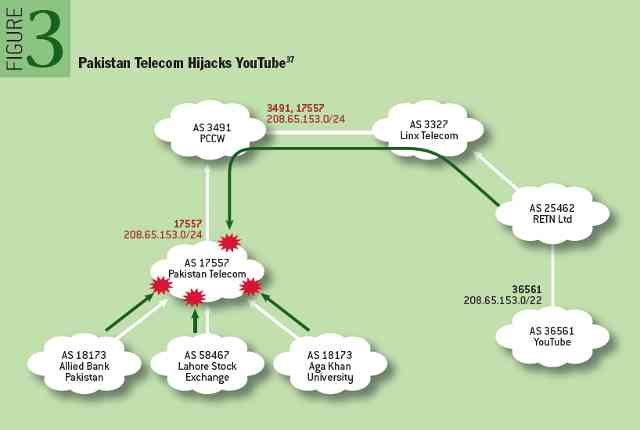 FIGURE 3
Pakistan Telecom Hijacks YouTube³⁷
3491, 17557
208.65.153.0/24
AS 3491
PCCW
AS 3327
Linx Telecom
AS 25462
RETN Ltd
17557
208.65.153.0/24
AS 17557
Pakistan Telecom
36561
208.65.153.0/22
AS 36561
YouTube
AS 18173
Allied Bank
Pakistan
AS 58467
Lahore Stock
Exchange
AS 18173
Aga Khan
University